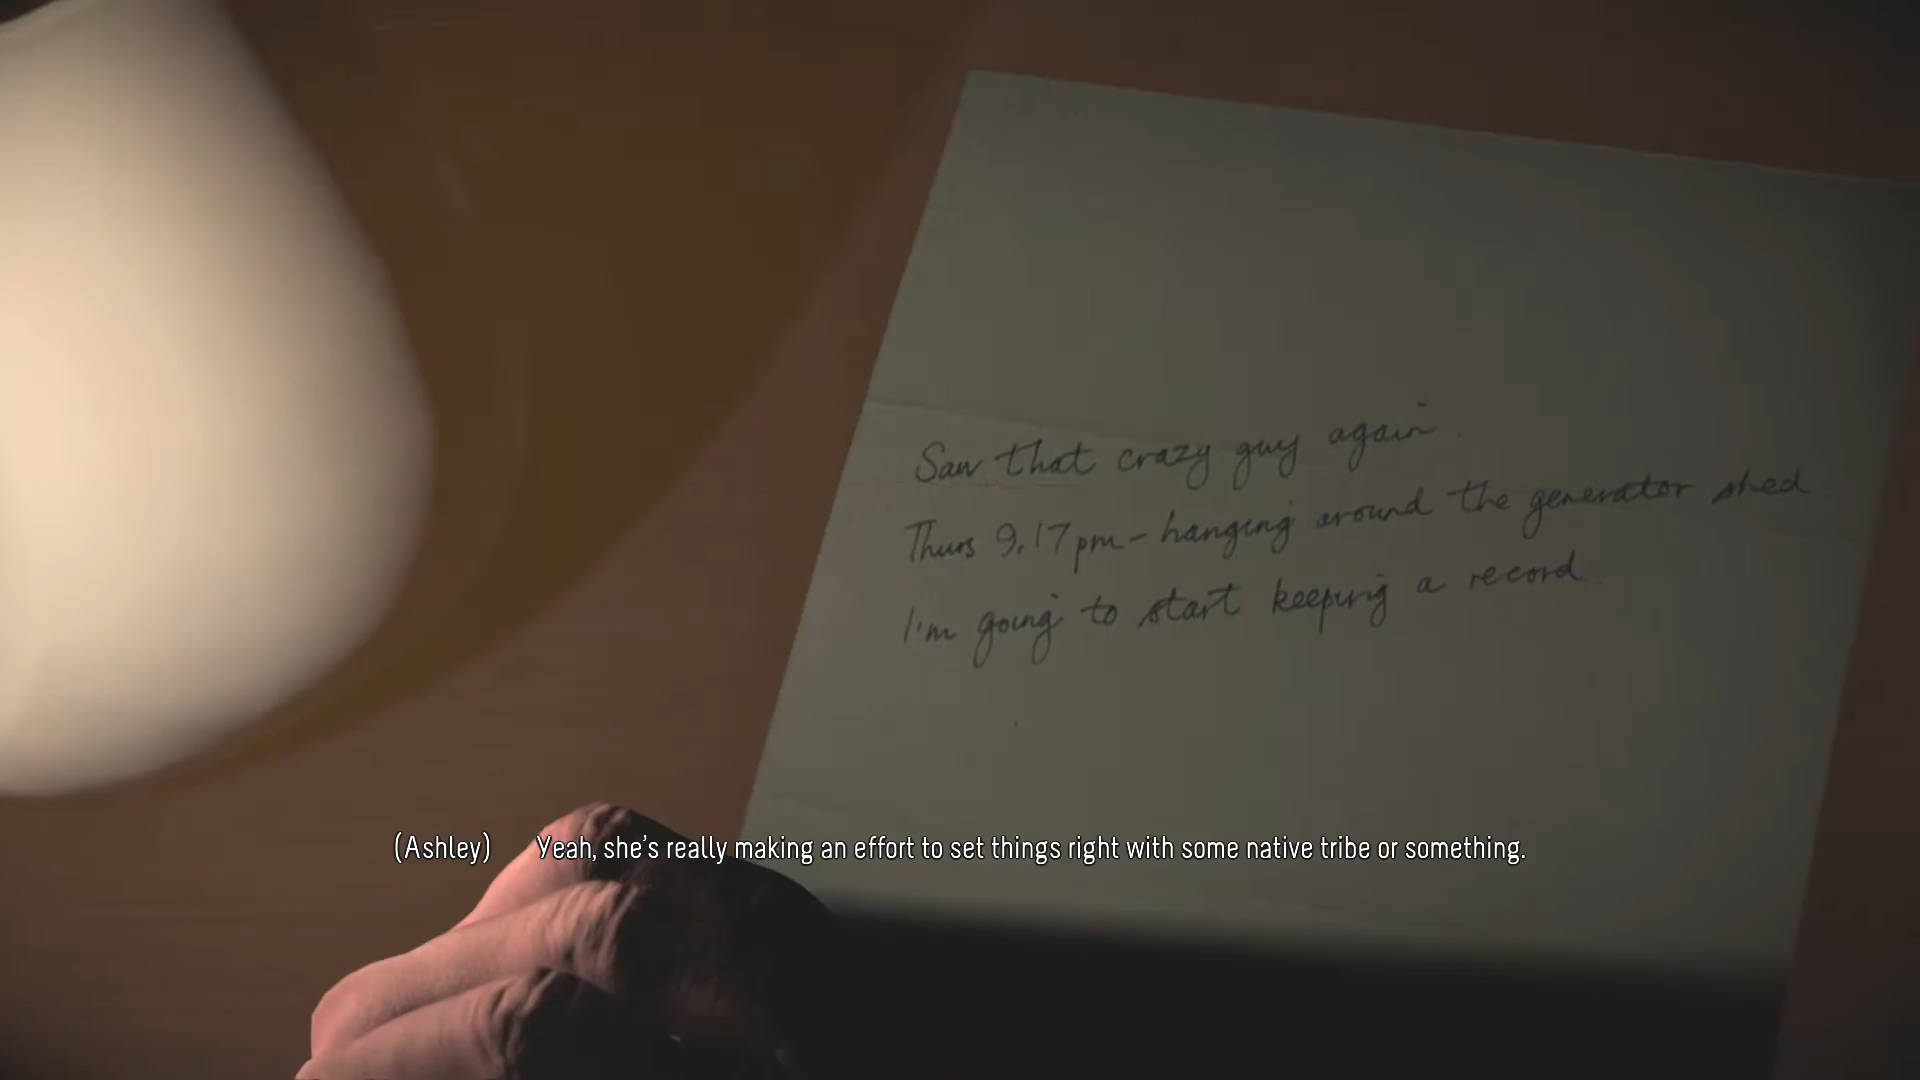 Saw that crazy guy again.
Thurs 9.17pm - hanging around the generator shed.
I'm going to start keeping a record.
(Ashley) Yeah, she's really making an effort to set things right with some native tribe or something.